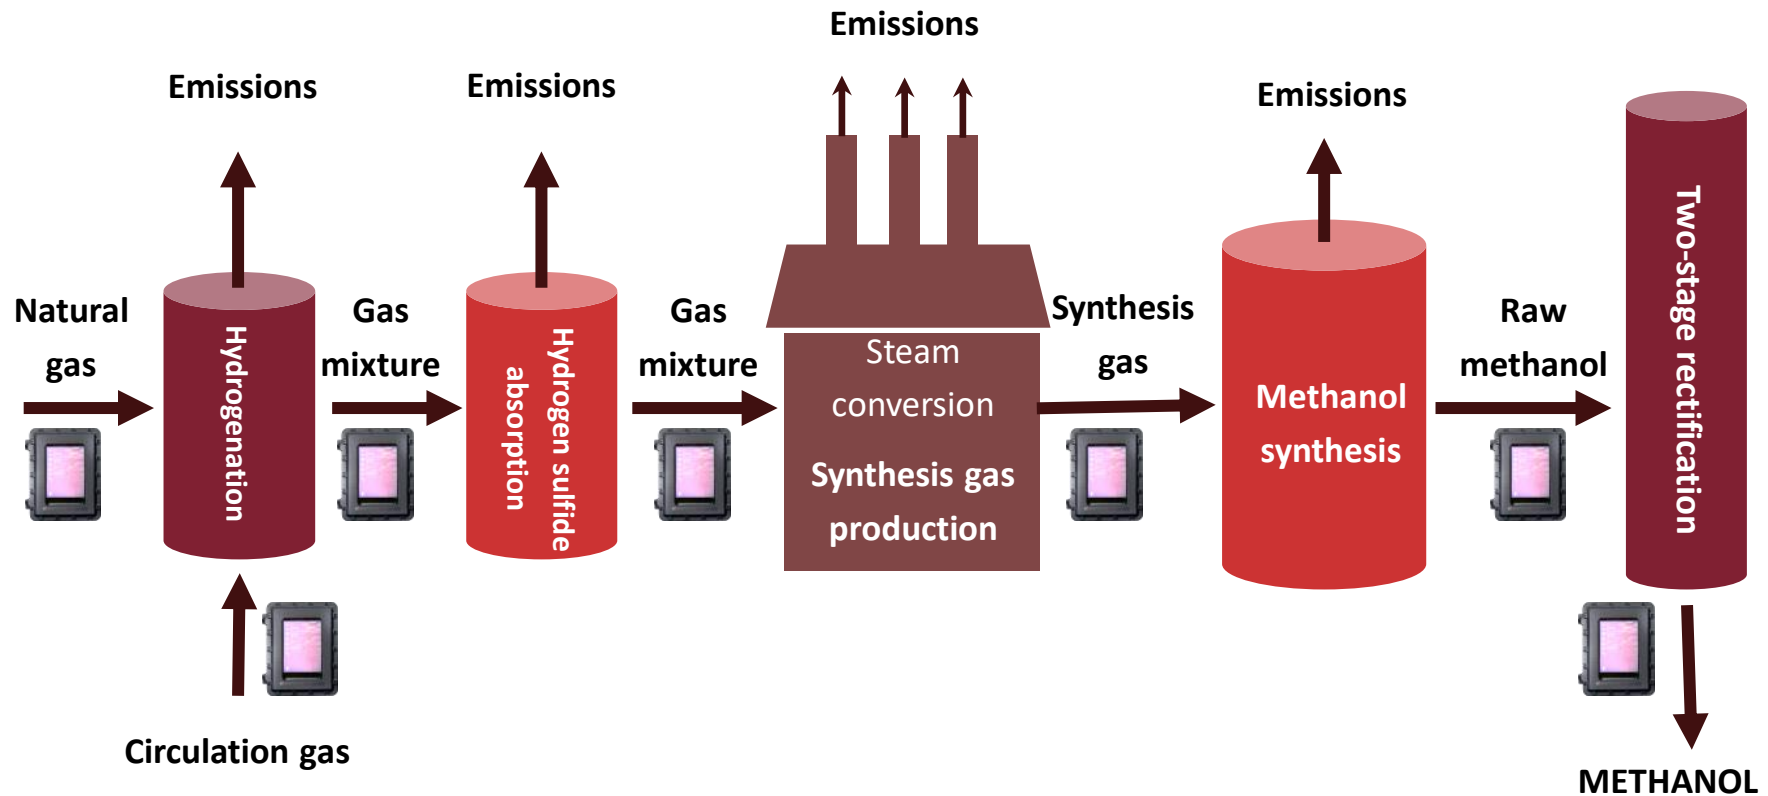 Emissions
Emissions
Emissions
Emissions
Natural
gas
Hydrogenation
Gas
mixture
Hydrogen sulfide
absorption
Gas
mixture
Steam
conversion
Synthesis gas
production
Synthesis
gas
Methanol
synthesis
Raw
methanol
Two-stage rectification
Circulation gas
METHANOL